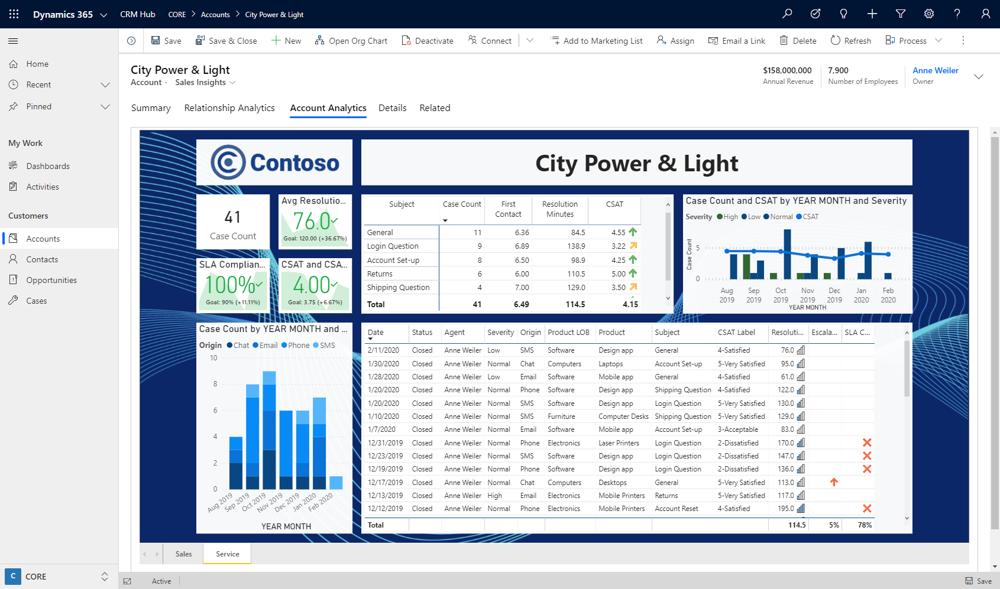 Dynamics 365 CRM Hub CORE > Accounts > City Power & Light
Save Save & Close New Open Org Chart Deactivate Connect Add to Marketing List Assign Email a Link Delete Refresh Process
Home
Recent
Pinned
My Work
Dashboards
Activities
Customers
Accounts
Contacts
Opportunities
Cases
C CORE
City Power & Light
Account · Sales Insights
$158,000,000
Annual Revenue
7,900
Number of Employees
Anne Weiler
Owner
Summary Relationship Analytics Account Analytics Details Related
Contoso
City Power & Light
41
Case Count
Avg Resolutio...
76.0
Goal: 120.00 (+36.67%)
SLA Complian...
100%
Goal: 90% (+11.11%)
CSAT and CSA...
4.00
Goal: 3.75 (+6.67%)
Subject Case Count First Contact Resolution Minutes CSAT
General 11 6.36 84.5 4.55
Login Question 9 6.89 138.9 3.22
Account Set-up 8 6.50 98.9 4.25
Returns 6 6.00 110.5 5.00
Shipping Question 4 7.00 129.0 3.50
Total 41 6.49 114.5 4.15
Case Count and CSAT by YEAR MONTH and Severity
Severity High Low Normal CSAT
Case Count
5
0
Aug 2019 Sep 2019 Oct 2019 Nov 2019 Dec 2019 Jan 2020 Feb 2020
YEAR MONTH
Case Count by YEAR MONTH and ...
Origin Chat Email Phone SMS
10
8
6
4
2
0
Aug 2019 Sep 2019 Oct 2019 Nov 2019 Dec 2019 Jan 2020 Feb 2020
YEAR MONTH
Date Status Agent Severity Origin Product LOB Product Subject CSAT Label Resoluti... Escala... SLA C...
2/11/2020 Closed Anne Weiler Low SMS Software Design app General 4-Satisfied 76.0
1/30/2020 Closed Anne Weiler Normal Chat Computers Laptops Account Set-up 5-Very Satisfied 95.0
1/28/2020 Closed Anne Weiler Low Email Software Mobile app General 4-Satisfied 61.0
1/20/2020 Closed Anne Weiler Normal Phone Software Design app Shipping Question 4-Satisfied 122.0
1/20/2020 Closed Anne Weiler Normal SMS Software Design app Login Question 5-Very Satisfied 130.0
1/10/2020 Closed Anne Weiler Normal SMS Furniture Computer Desks Shipping Question 5-Very Satisfied 129.0
1/7/2020 Closed Anne Weiler Normal Email Software Mobile app Account Set-up 3-Acceptable 83.0
12/31/2019 Closed Anne Weiler Normal Phone Electronics Laser Printers Login Question 2-Dissatisfied 170.0
12/23/2019 Closed Anne Weiler Normal SMS Software Design app Login Question 2-Dissatisfied 147.0
12/19/2019 Closed Anne Weiler Normal Phone Software Design app Login Question 2-Dissatisfied 136.0
12/17/2019 Closed Anne Weiler Normal Chat Computers Desktops General 5-Very Satisfied 113.0
12/13/2019 Closed Anne Weiler High Email Electronics Mobile Printers Returns 5-Very Satisfied 117.0
12/12/2019 Closed Anne Weiler Normal Phone Electronics Mobile Printers Account Reset 4-Satisfied 195.0
Total 114.5 5% 78%
Sales Service
Active Save